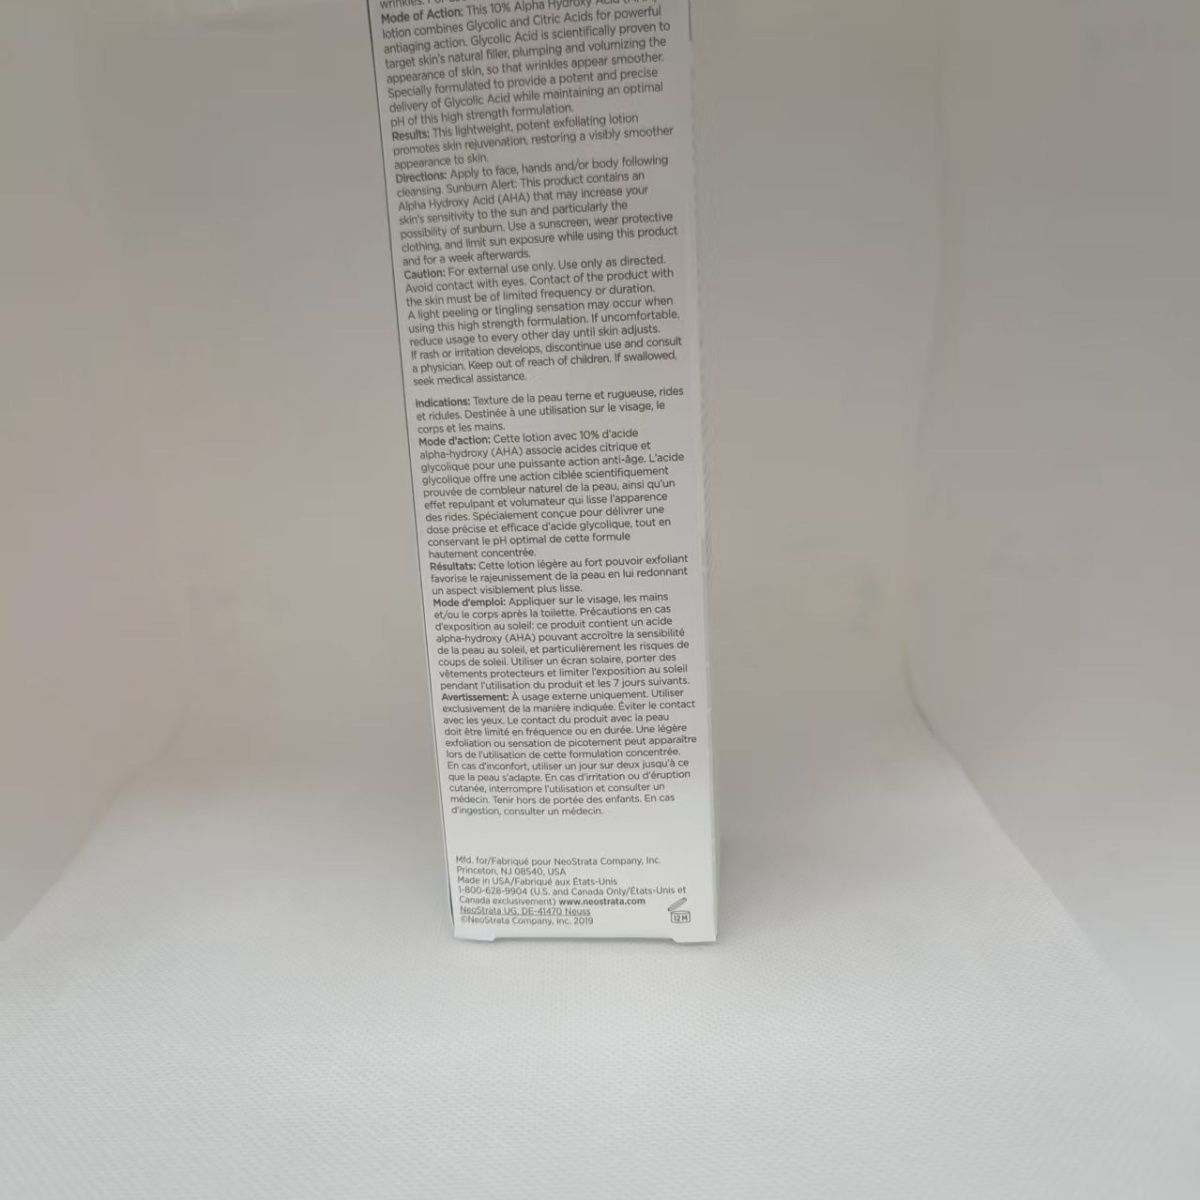 wrinkles.
Mode of Action: This 10% Alpha Hydroxy Acid
lotion combines Glycolic and Citric Acids for powerful
antiaging action. Glycolic Acid is scientifically proven to
target skin's natural filler, plumping and volumizing the
appearance of skin, so that wrinkles appear smoother.
Specially formulated to provide a potent and precise
delivery of Glycolic Acid while maintaining an optimal
pH of this high strength formulation.
Results: This lightweight, potent exfoliating lotion
promotes skin rejuvenation, restoring a visibly smoother
appearance to skin.
Directions: Apply to face, hands and/or body following
cleansing. Sunburn Alert: This product contains an
Alpha Hydroxy Acid (AHA) that may increase your
skin's sensitivity to the sun and particularly the
possibility of sunburn. Use a sunscreen, wear protective
clothing, and limit sun exposure while using this product
and for a week afterwards.
Caution: For external use only. Use only as directed.
Avoid contact with eyes. Contact of the product with
the skin must be of limited frequency or duration.
A light peeling or tingling sensation may occur when
using this high strength formulation. If uncomfortable,
reduce usage to every other day until skin adjusts.
If rash or irritation develops, discontinue use and consult
a physician. Keep out of reach of children. If swallowed,
seek medical assistance.
Indications: Texture de la peau terne et rugueuse, rides
et ridules. Destinée à une utilisation sur le visage, le
corps et les mains.
Mode d'action: Cette lotion avec 10% d'acide
alpha-hydroxy (AHA) associe acides citrique et
glycolique pour une puissante action anti-âge. L'acide
glycolique offre une action ciblée scientifiquement
prouvée de combleur naturel de la peau, ainsi qu'un
effet repulpant et volumateur qui lisse l'apparence
des rides. Spécialement conçue pour délivrer une
dose précise et efficace d'acide glycolique, tout en
conservant le pH optimal de cette formule
hautement concentrée.
Résultats: Cette lotion légère au fort pouvoir exfoliant
favorise le rajeunissement de la peau en lui redonnant
un aspect visiblement plus lisse.
Mode d'emploi: Appliquer sur le visage, les mains
et/ou le corps après la toilette. Précautions en cas
d'exposition au soleil: ce produit contient un acide
alpha-hydroxy (AHA) pouvant accroître la sensibilité
de la peau au soleil, et particulièrement les risques de
coups de soleil. Utiliser un écran solaire, porter des
vêtements protecteurs et limiter l'exposition au soleil
pendant l'utilisation du produit et les 7 jours suivants.
Avertissement: À usage externe uniquement. Utiliser
exclusivement de la manière indiquée. Éviter le contact
avec les yeux. Le contact du produit avec la peau
doit être limité en fréquence ou en durée. Une légère
exfoliation ou sensation de picotement peut apparaître
lors de l'utilisation de cette formulation concentrée.
En cas d'inconfort, utiliser un jour sur deux jusqu'à ce
que la peau s'adapte. En cas d'irritation ou d'éruption
cutanée, interrompre l'utilisation et consulter un
médecin. Tenir hors de portée des enfants. En cas
d'ingestion, consulter un médecin.
Mfd. for/Fabriqué pour NeoStrata Company, Inc.
Princeton, NJ 08540, USA
Made in USA/Fabriqué aux États-Unis
1-800-628-9904 (U.S. and Canada Only/États-Unis et
Canada exclusivement) www.neostrata.com
NeoStrata UG, DE-41470 Neuss
©NeoStrata Company, Inc. 2019
12M